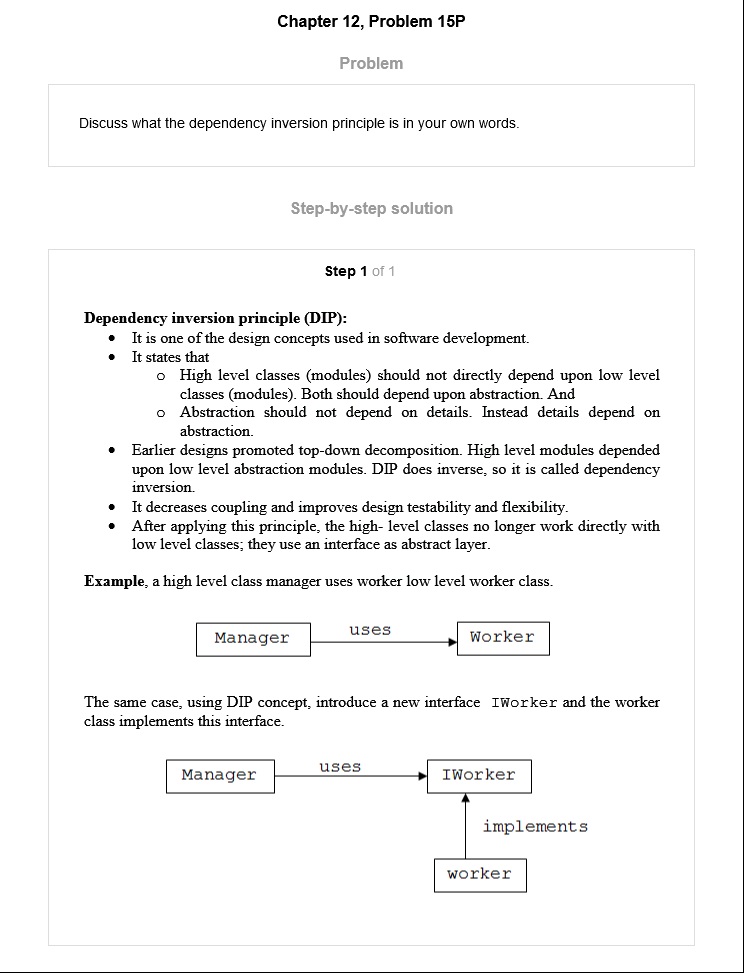 Chapter 12, Problem 15P
Problem
Discuss what the dependency inversion principle is in your own words.
Step-by-step solution
Step 1 of 1
Dependency inversion principle (DIP):
• It is one of the design concepts used in software development.
• It states that
o High level classes (modules) should not directly depend upon low level
classes (modules). Both should depend upon abstraction. And
o Abstraction should not depend on details. Instead details depend on
abstraction.
• Earlier designs promoted top-down decomposition. High level modules depended
upon low level abstraction modules. DIP does inverse, so it is called dependency
inversion.
• It decreases coupling and improves design testability and flexibility.
• After applying this principle, the high- level classes no longer work directly with
low level classes; they use an interface as abstract layer.
Example, a high level class manager uses worker low level worker class.
Manager uses Worker
The same case, using DIP concept, introduce a new interface IWorker and the worker
class implements this interface.
Manager uses IWorker
implements
worker